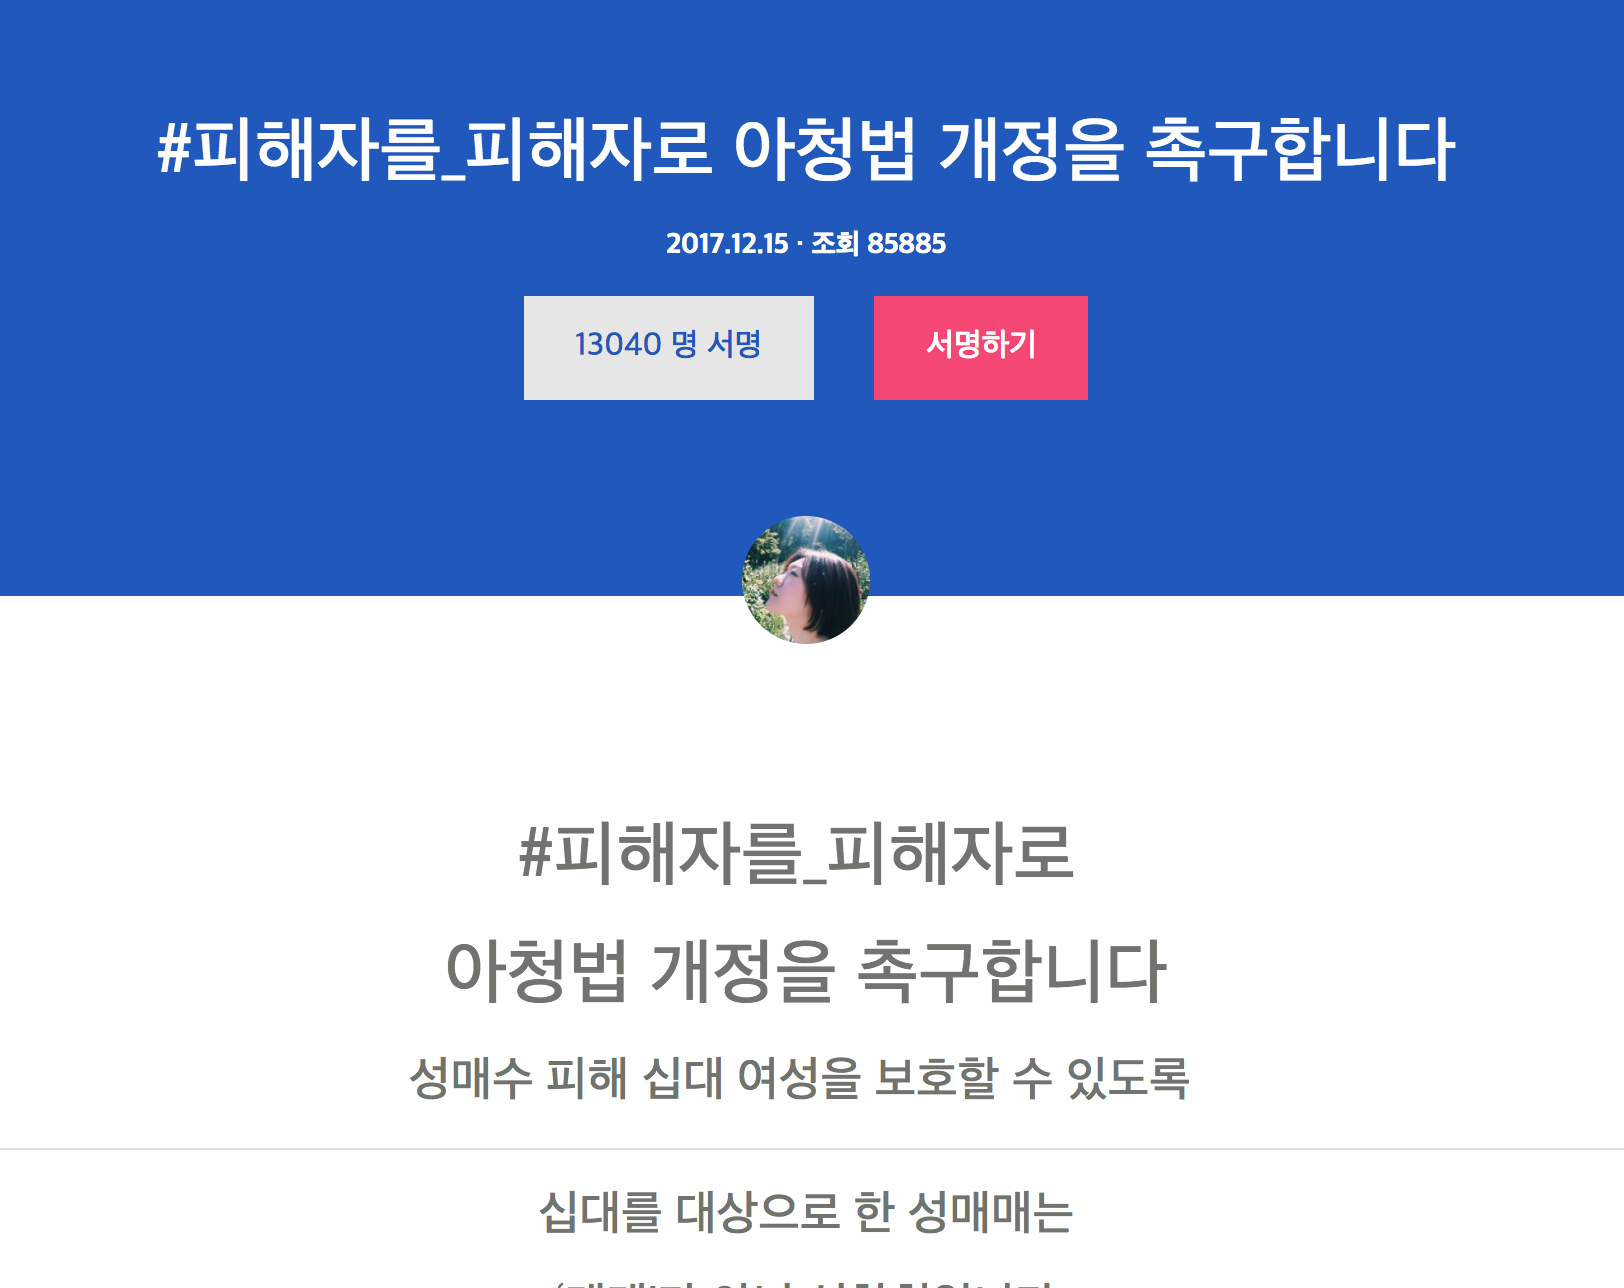 #피해자를_피해자로 아청법 개정을 촉구합니다
2017.12.15 · 조회 85885
13040 명 서명
서명하기
#피해자를_피해자로
아청법 개정을 촉구합니다
성매수 피해 십대 여성을 보호할 수 있도록
십대를 대상으로 한 성매매는